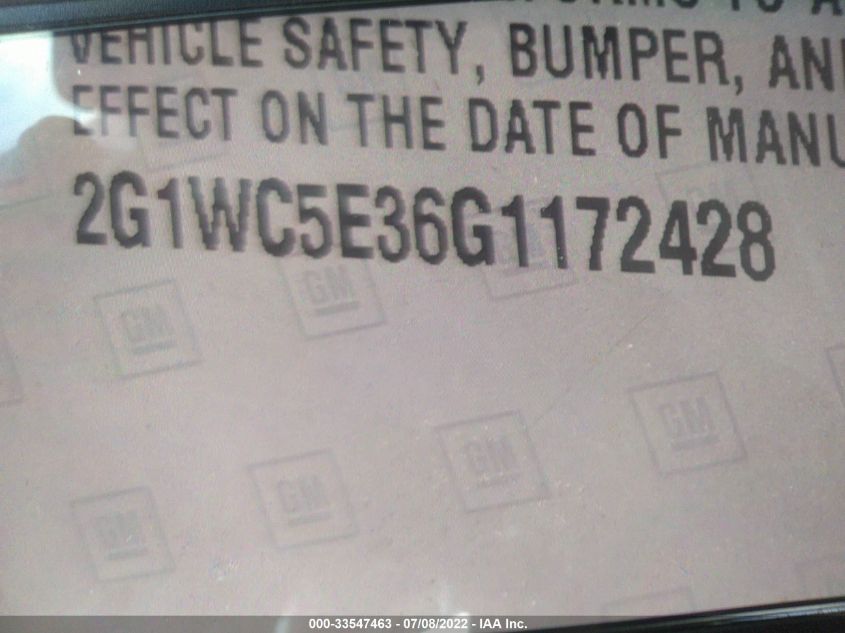 VEHICLE SAFETY, BUMPER, AN
EFFECT ON THE DATE OF MANU
2G1WC5E36G1172428
GM
GM
GM
GM
GM
GM
GM
GM
000-33547463 - 07/08/2022 - IAA Inc.